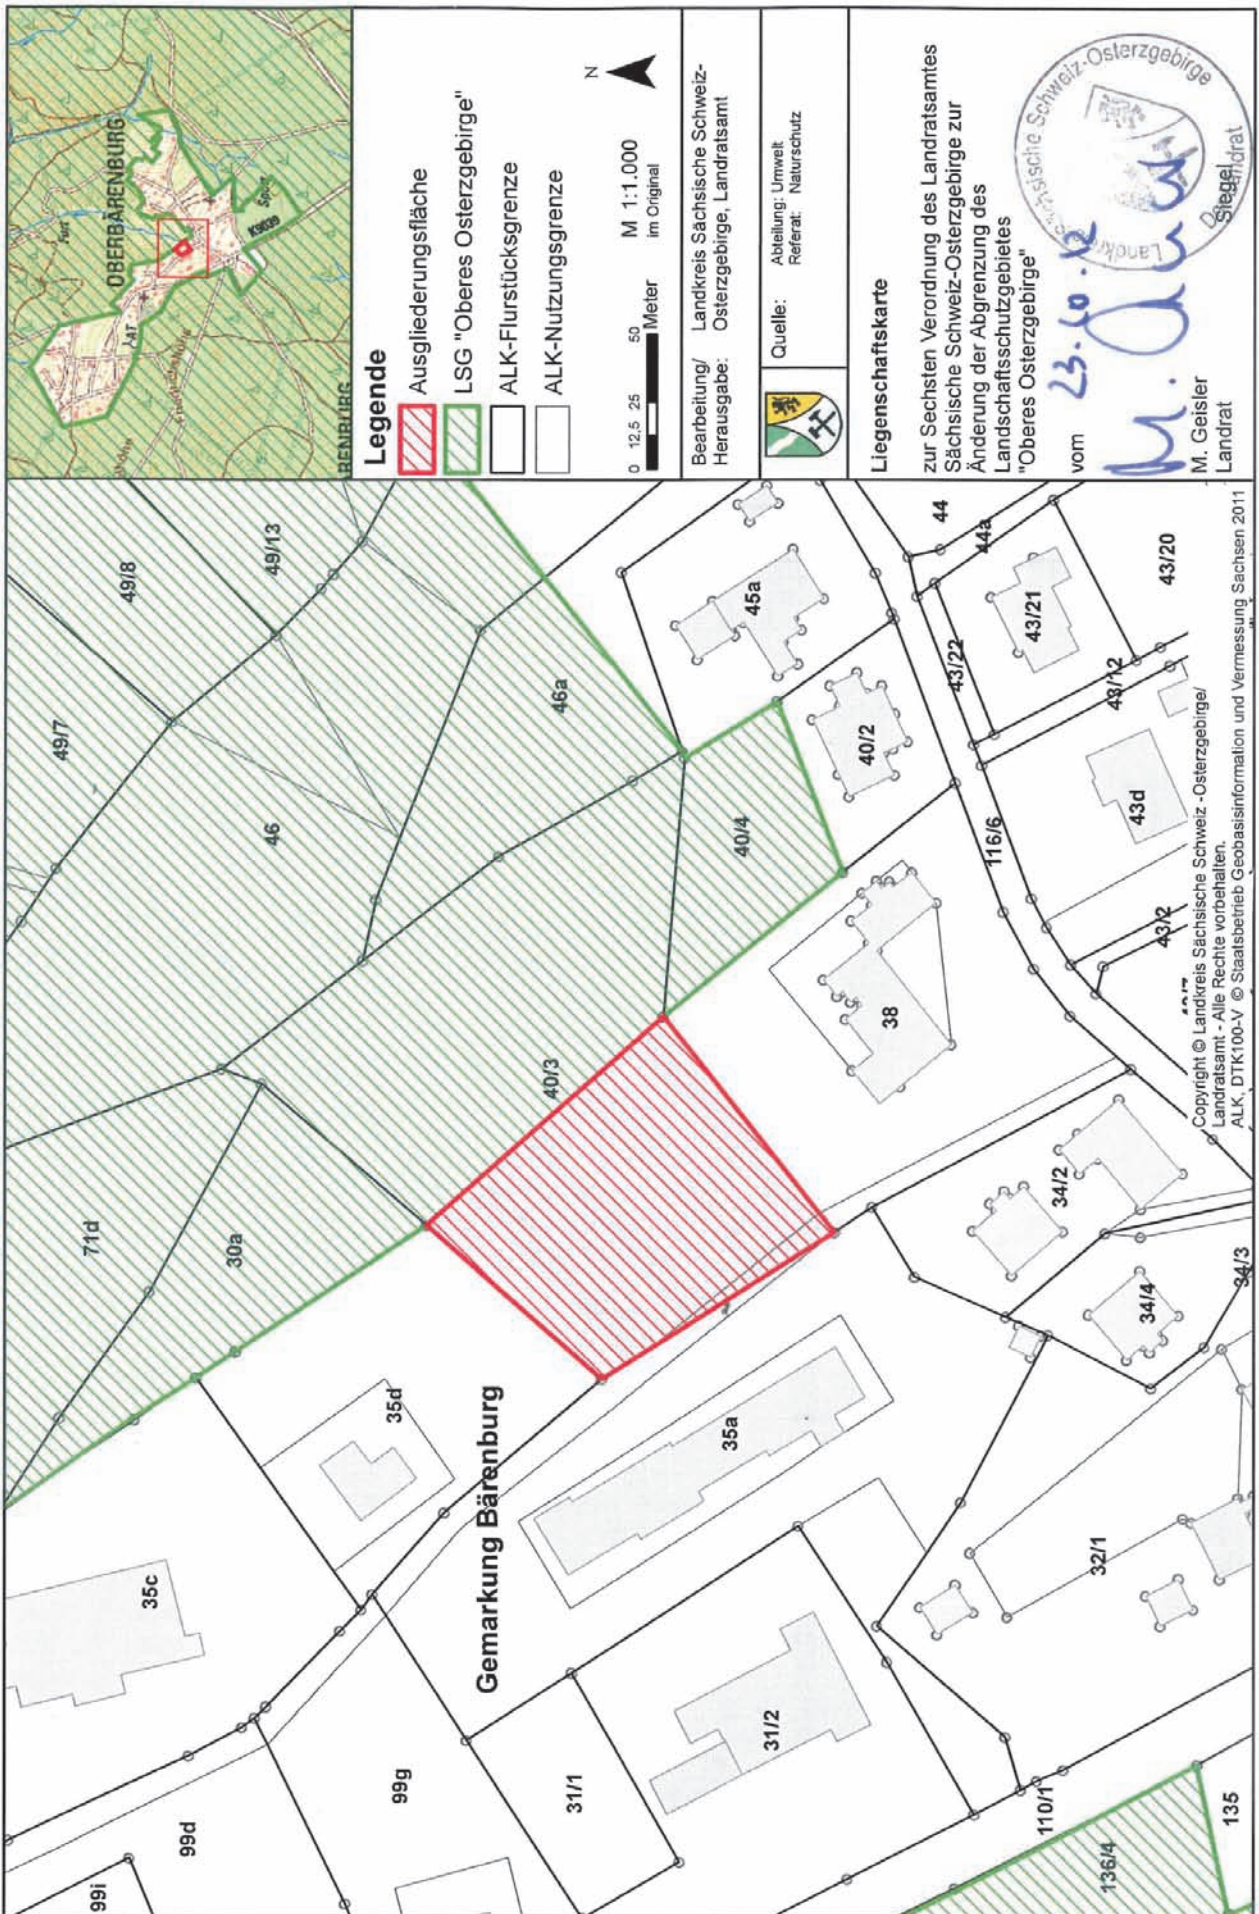 OBERBÄRENBURG
K9039
Sport
ÄRENBURG
Legende
Ausgliederungsfläche
LSG "Oberes Osterzgebirge"
ALK-Flurstücksgrenze
ALK-Nutzungsgrenze
N
0 12,5 25 50 Meter
M 1:1.000
im Original
Bearbeitung/ Landkreis Sächsische Schweiz-
Herausgabe: Osterzgebirge, Landratsamt
Quelle: Abteilung: Umwelt
Referat: Naturschutz
Liegenschaftskarte
zur Sechsten Verordnung des Landratsamtes
Sächsische Schweiz-Osterzgebirge zur
Änderung der Abgrenzung des
Landschaftsschutzgebietes
"Oberes Osterzgebirge"
vom 23.10.12
M. Geisler
Landrat
Siegel
Landkreis Sächsische Schweiz-Osterzgebirge
Der Landrat
49/7
49/8
49/13
46
46a
71d
30a
40/3
40/4
45a
40/2
38
44
44a
43/21
43/22
43/20
43/12
43d
43/2
116/6
35c
35d
35a
Gemarkung Bärenburg
34/2
34/4
34/3
32/1
99i
99d
99g
31/1
31/2
110/1
136/4
135
Copyright © Landkreis Sächsische Schweiz -Osterzgebirge/
Landratsamt - Alle Rechte vorbehalten.
ALK, DTK100-V © Staatsbetrieb Geobasisinformation und Vermessung Sachsen 2011